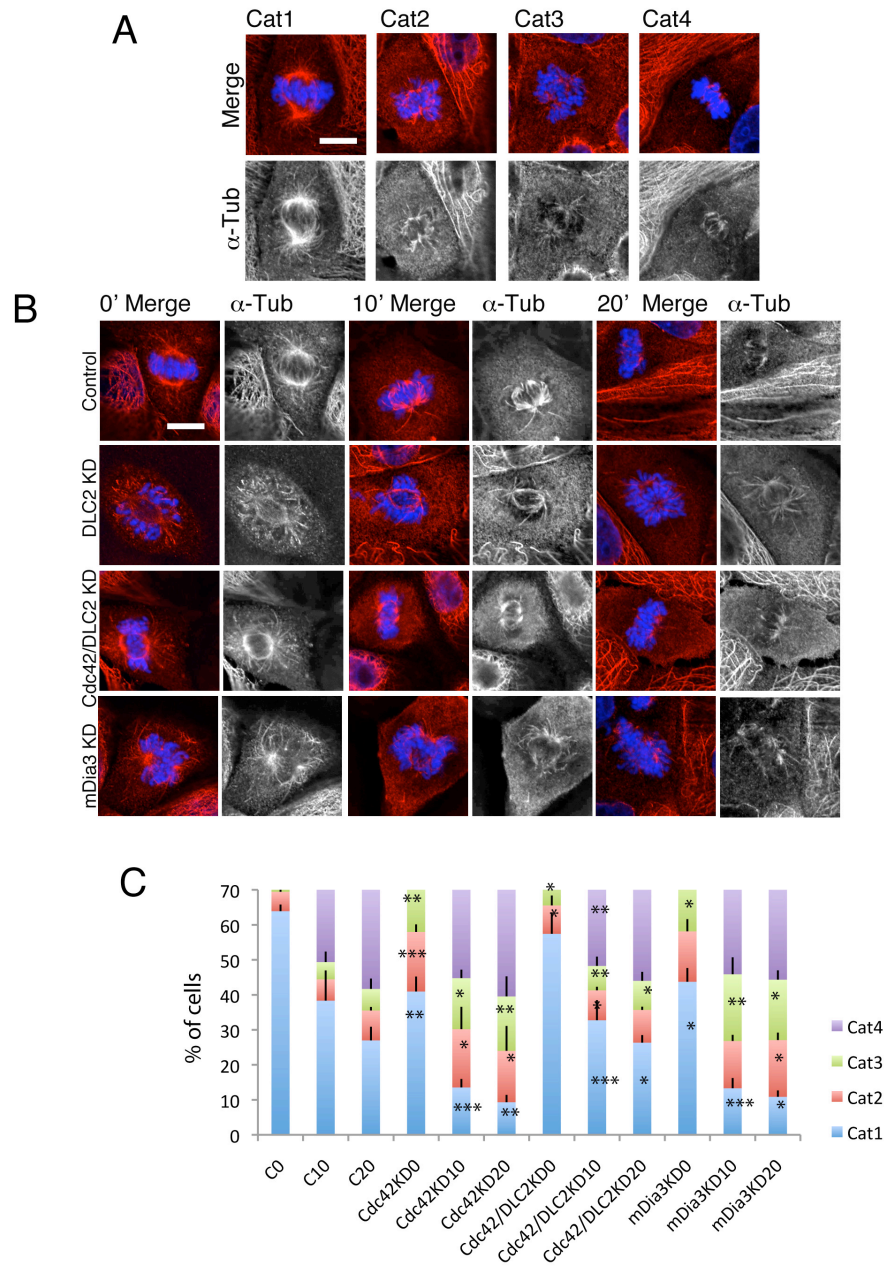 A
Cat1 Cat2 Cat3 Cat4
Merge
α-Tub
B
0’ Merge α-Tub 10’ Merge α-Tub 20’ Merge α-Tub
Control
DLC2 KD
Cdc42/DLC2 KD
mDia3 KD
C
% of cells
70
60
50
40
30
20
10
0
** *** ** * * *** ** * ** * * ** ** * *** * * * * ** *** * * *
C0 C10 C20 Cdc42KD0 Cdc42KD10 Cdc42KD20 Cdc42/DLC2KD0 Cdc42/DLC2KD10 Cdc42/DLC2KD20 mDia3KD0 mDia3KD10 mDia3KD20
Cat4
Cat3
Cat2
Cat1